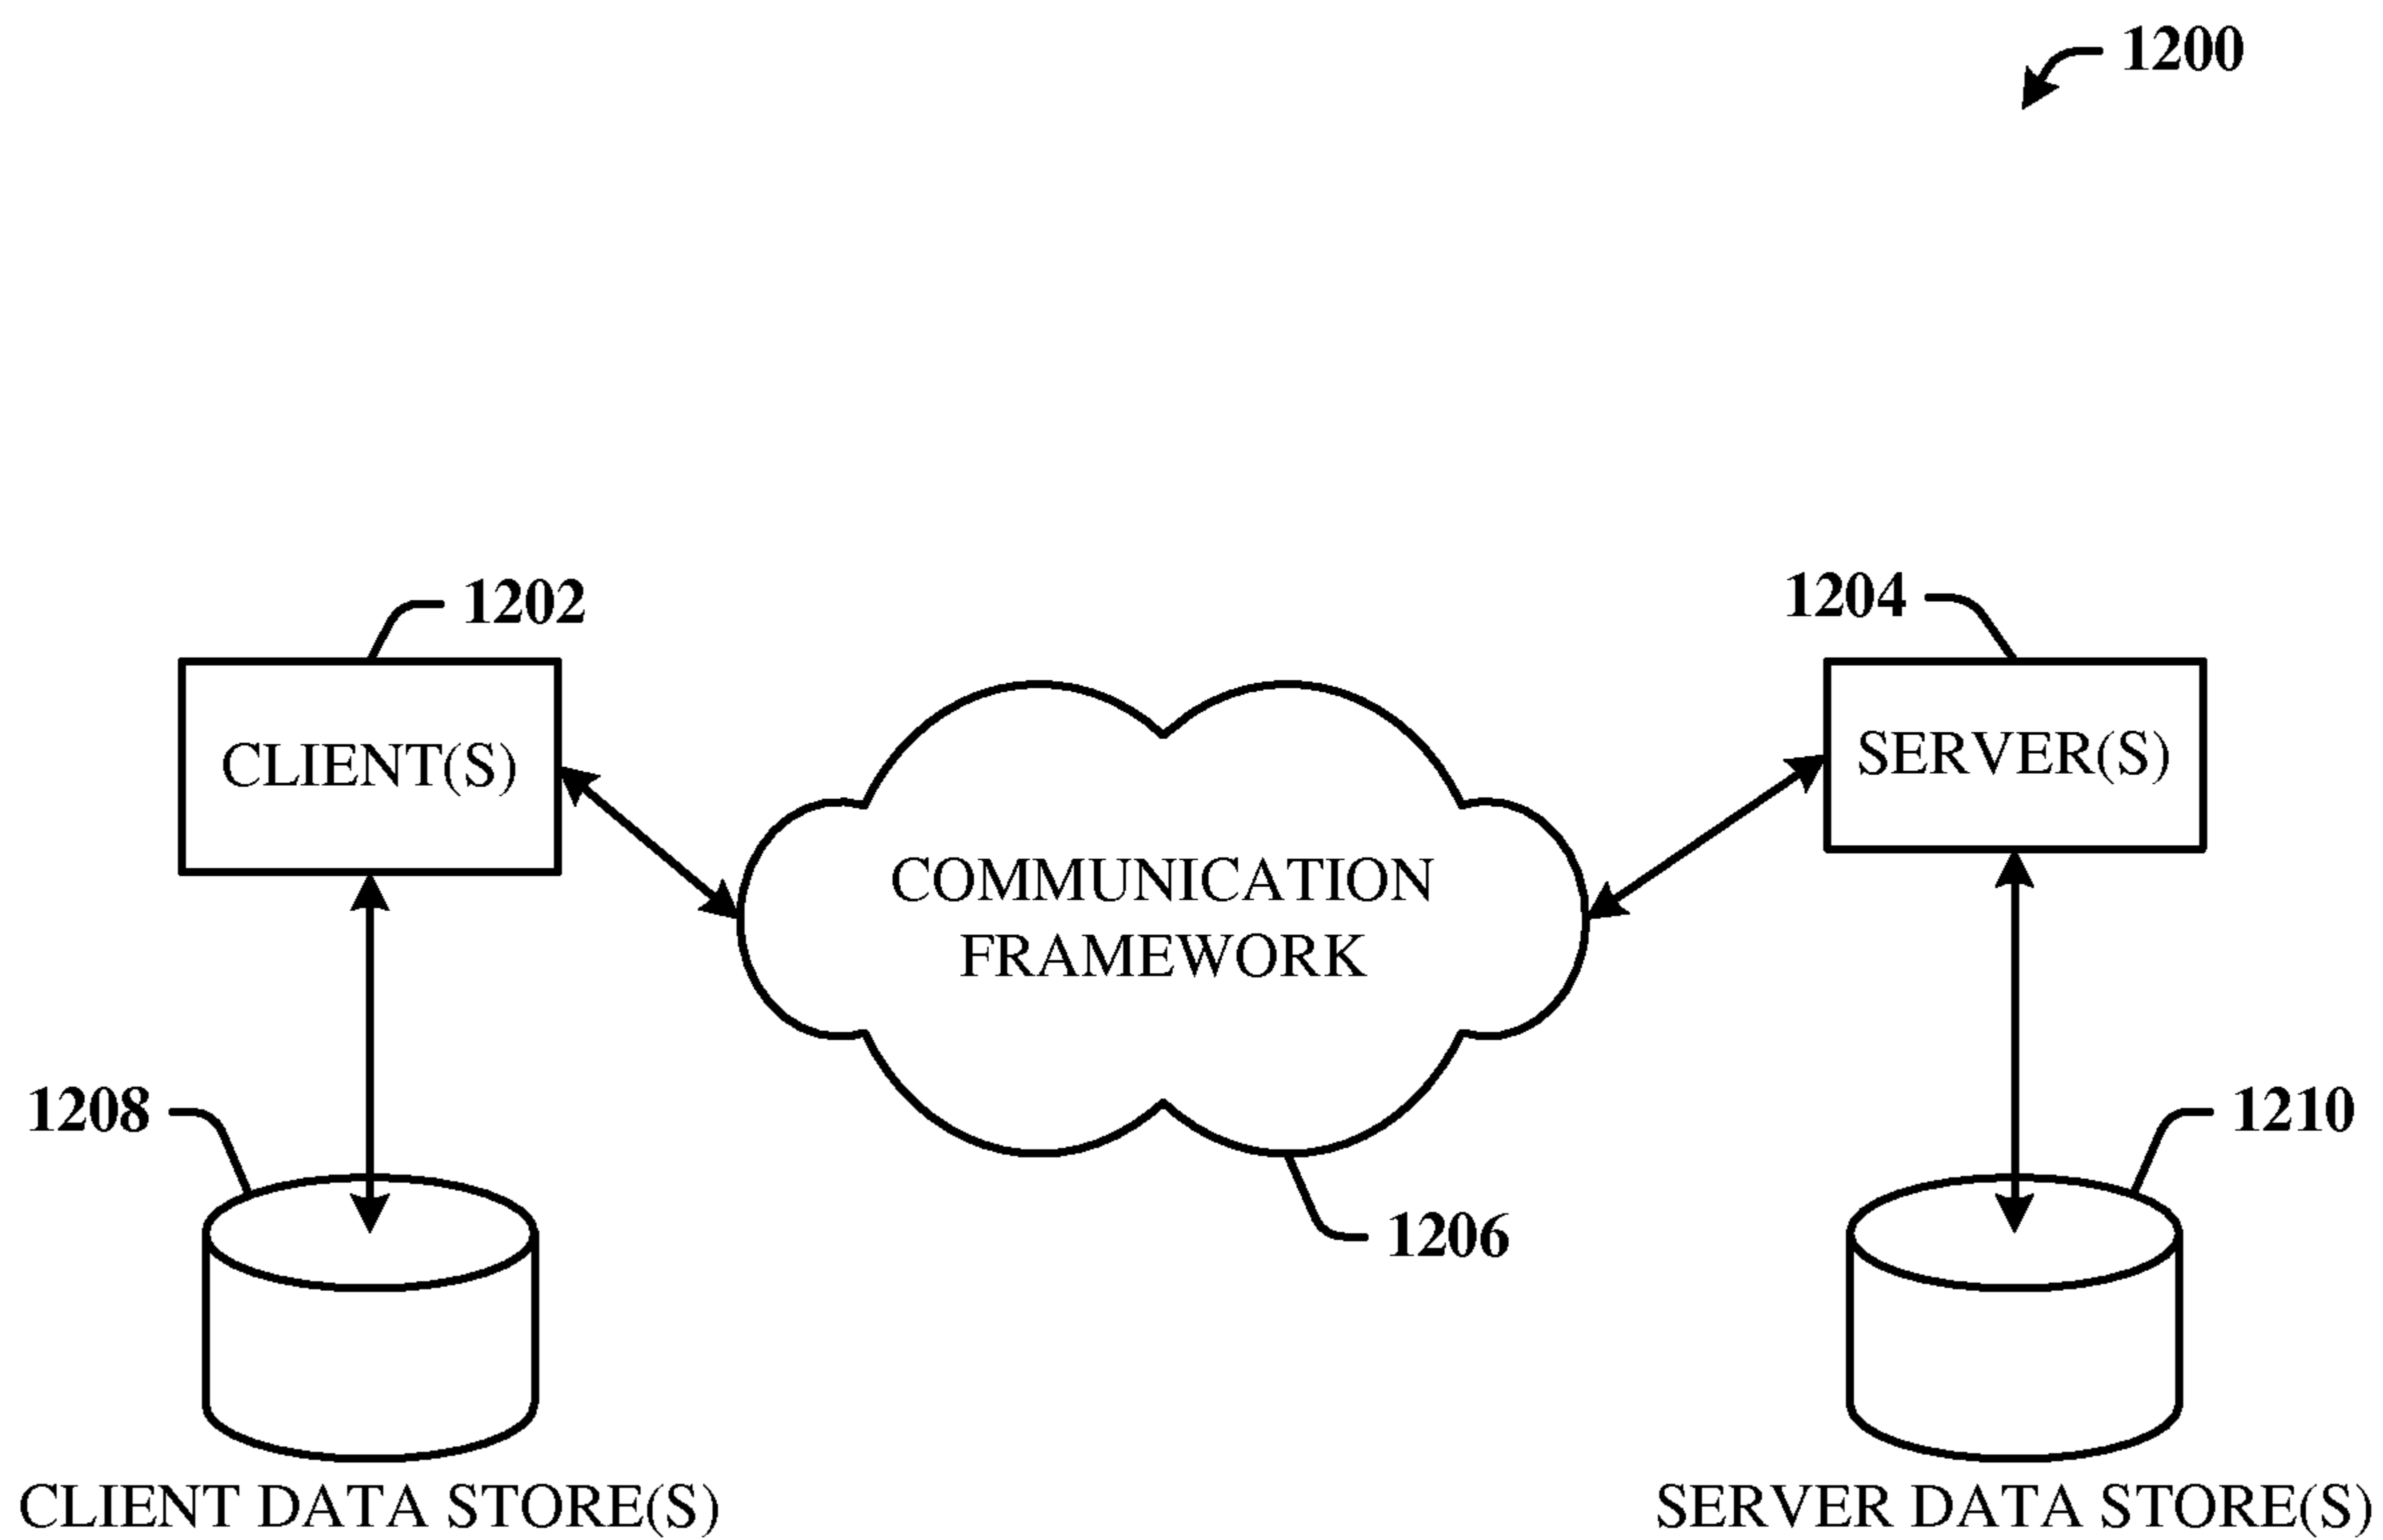 1200
1202
1204
CLIENT(S)
SERVER(S)
COMMUNICATION
FRAMEWORK
1208
1210
1206
CLIENT DATA STORE(S)
SERVER DATA STORE(S)